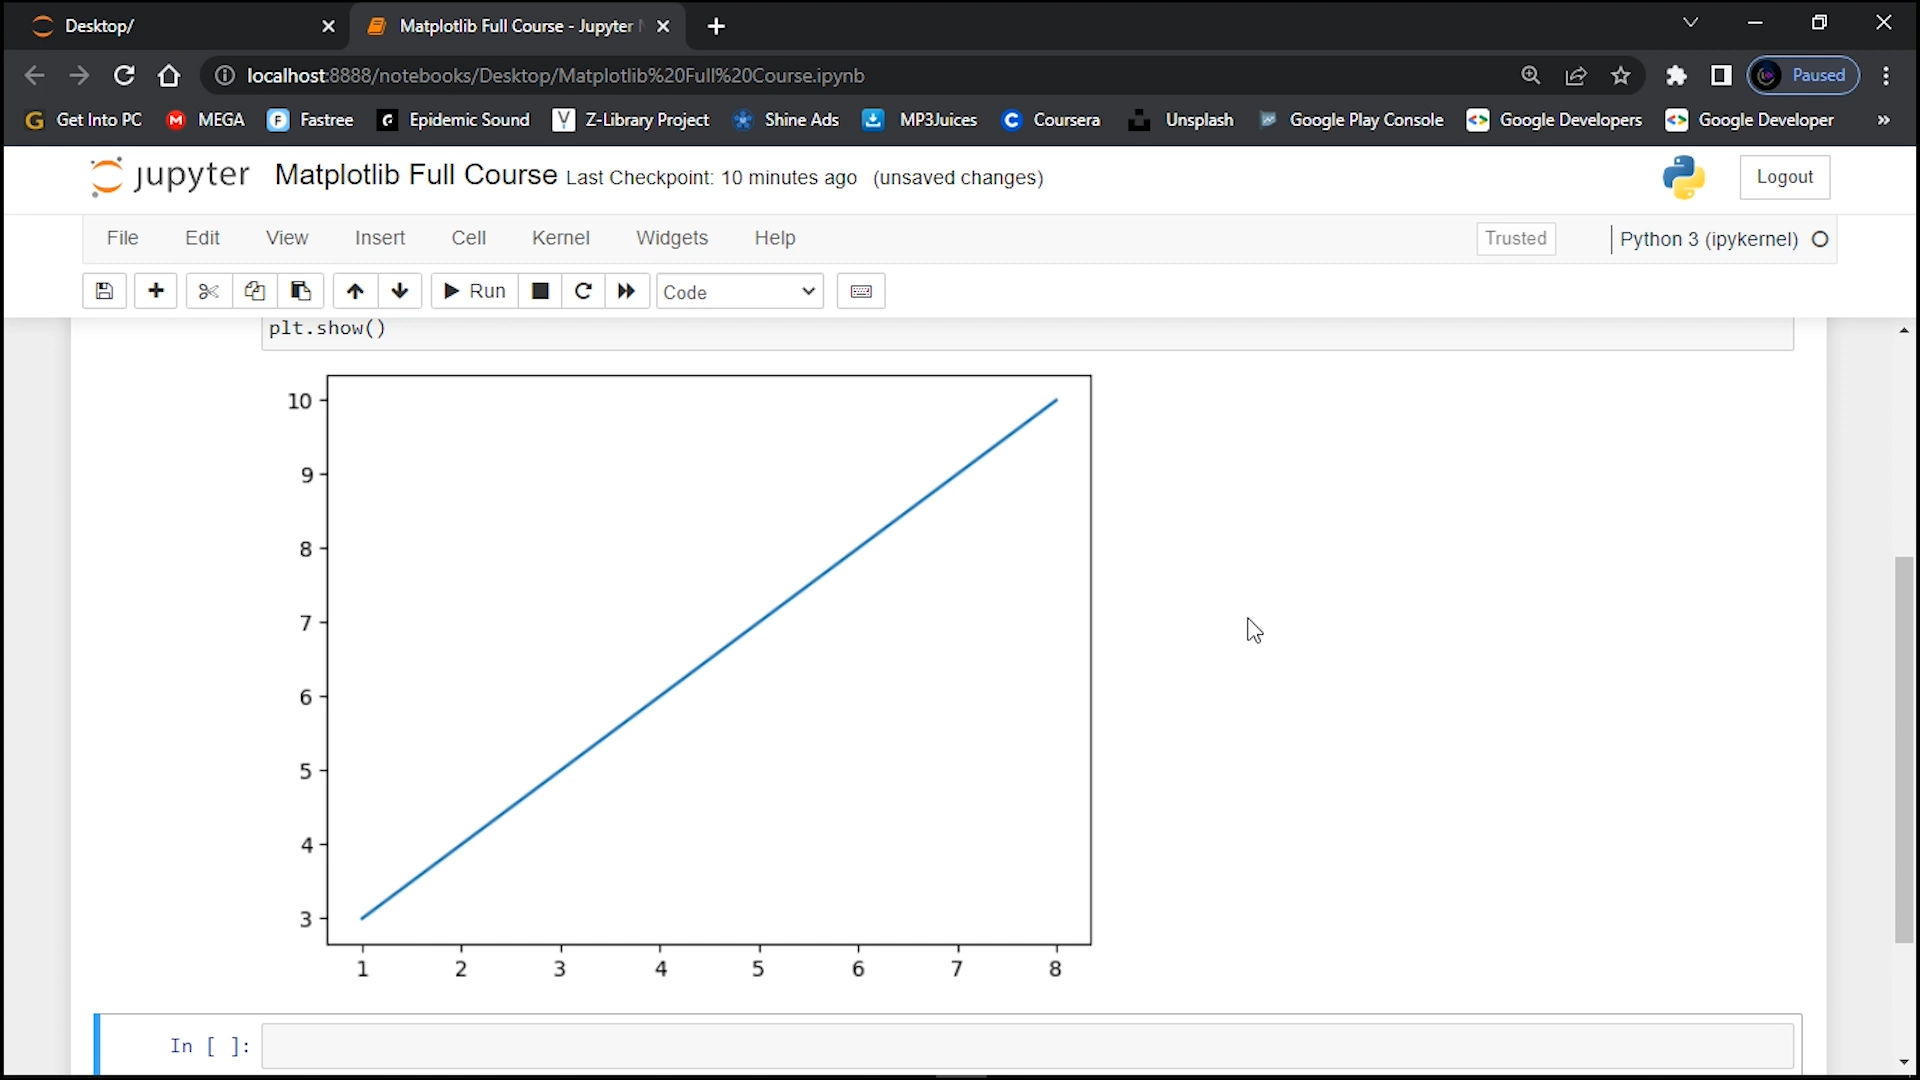 Desktop/
Matplotlib Full Course - Jupyter
localhost:8888/notebooks/Desktop/Matplotlib%20Full%20Course.ipynb
Paused
Get Into PC
MEGA
Fastree
Epidemic Sound
Z-Library Project
Shine Ads
MP3Juices
Coursera
Unsplash
Google Play Console
Google Developers
Google Developer
jupyter
Matplotlib Full Course Last Checkpoint: 10 minutes ago (unsaved changes)
Logout
File Edit View Insert Cell Kernel Widgets Help
Trusted
Python 3 (ipykernel)
Run
Code
plt.show()
10
9
8
7
6
5
4
3
1 2 3 4 5 6 7 8
In [ ]: